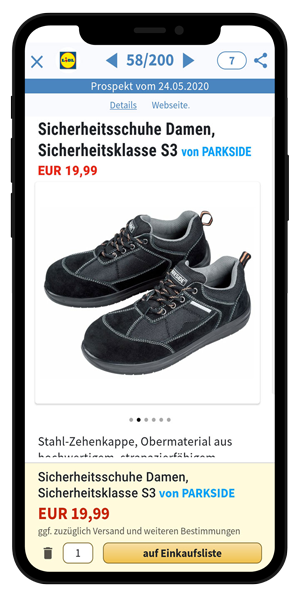 LIDL
58/200
7
Prospekt vom 24.05.2020
Details Webseite.
Sicherheitsschuhe Damen,
Sicherheitsklasse S3 von PARKSIDE
EUR 19,99
Stahl-Zehenkappe, Obermaterial aus
hochwertigem, strapazierfähigem
Sicherheitsschuhe Damen,
Sicherheitsklasse S3 von PARKSIDE
EUR 19,99
ggf. zuzüglich Versand und weiteren Bestimmungen
1
auf Einkaufsliste